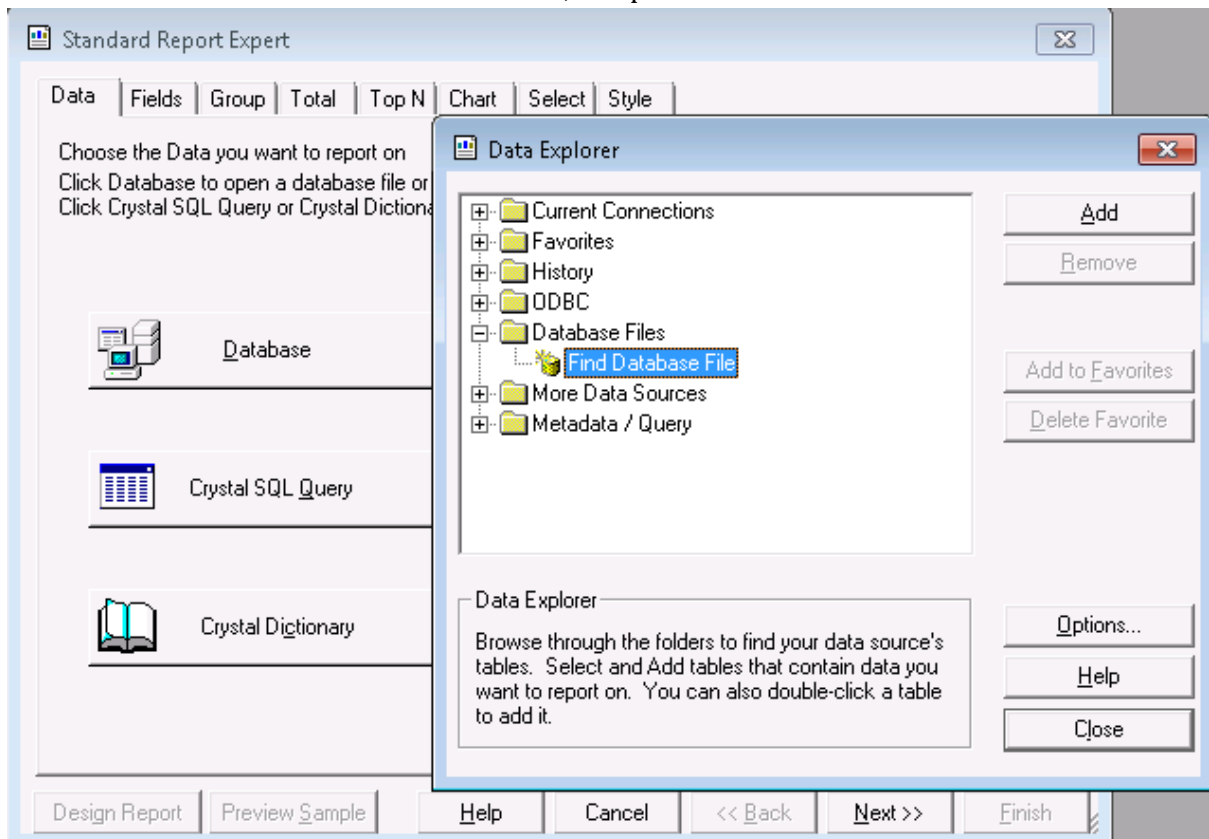 Standard Report Expert
Data Fields Group Total Top N Chart Select Style
Choose the Data you want to report on
Click Database to open a database file or
Click Crystal SQL Query or Crystal Dictiona
Database
Crystal SQL Query
Crystal Dictionary
Data Explorer
Current Connections
Favorites
History
ODBC
Database Files
Find Database File
More Data Sources
Metadata / Query
Add
Remove
Add to Favorites
Delete Favorite
Data Explorer
Browse through the folders to find your data source's
tables. Select and Add tables that contain data you
want to report on. You can also double-click a table
to add it.
Options...
Help
Close
Design Report Preview Sample Help Cancel << Back Next >> Finish